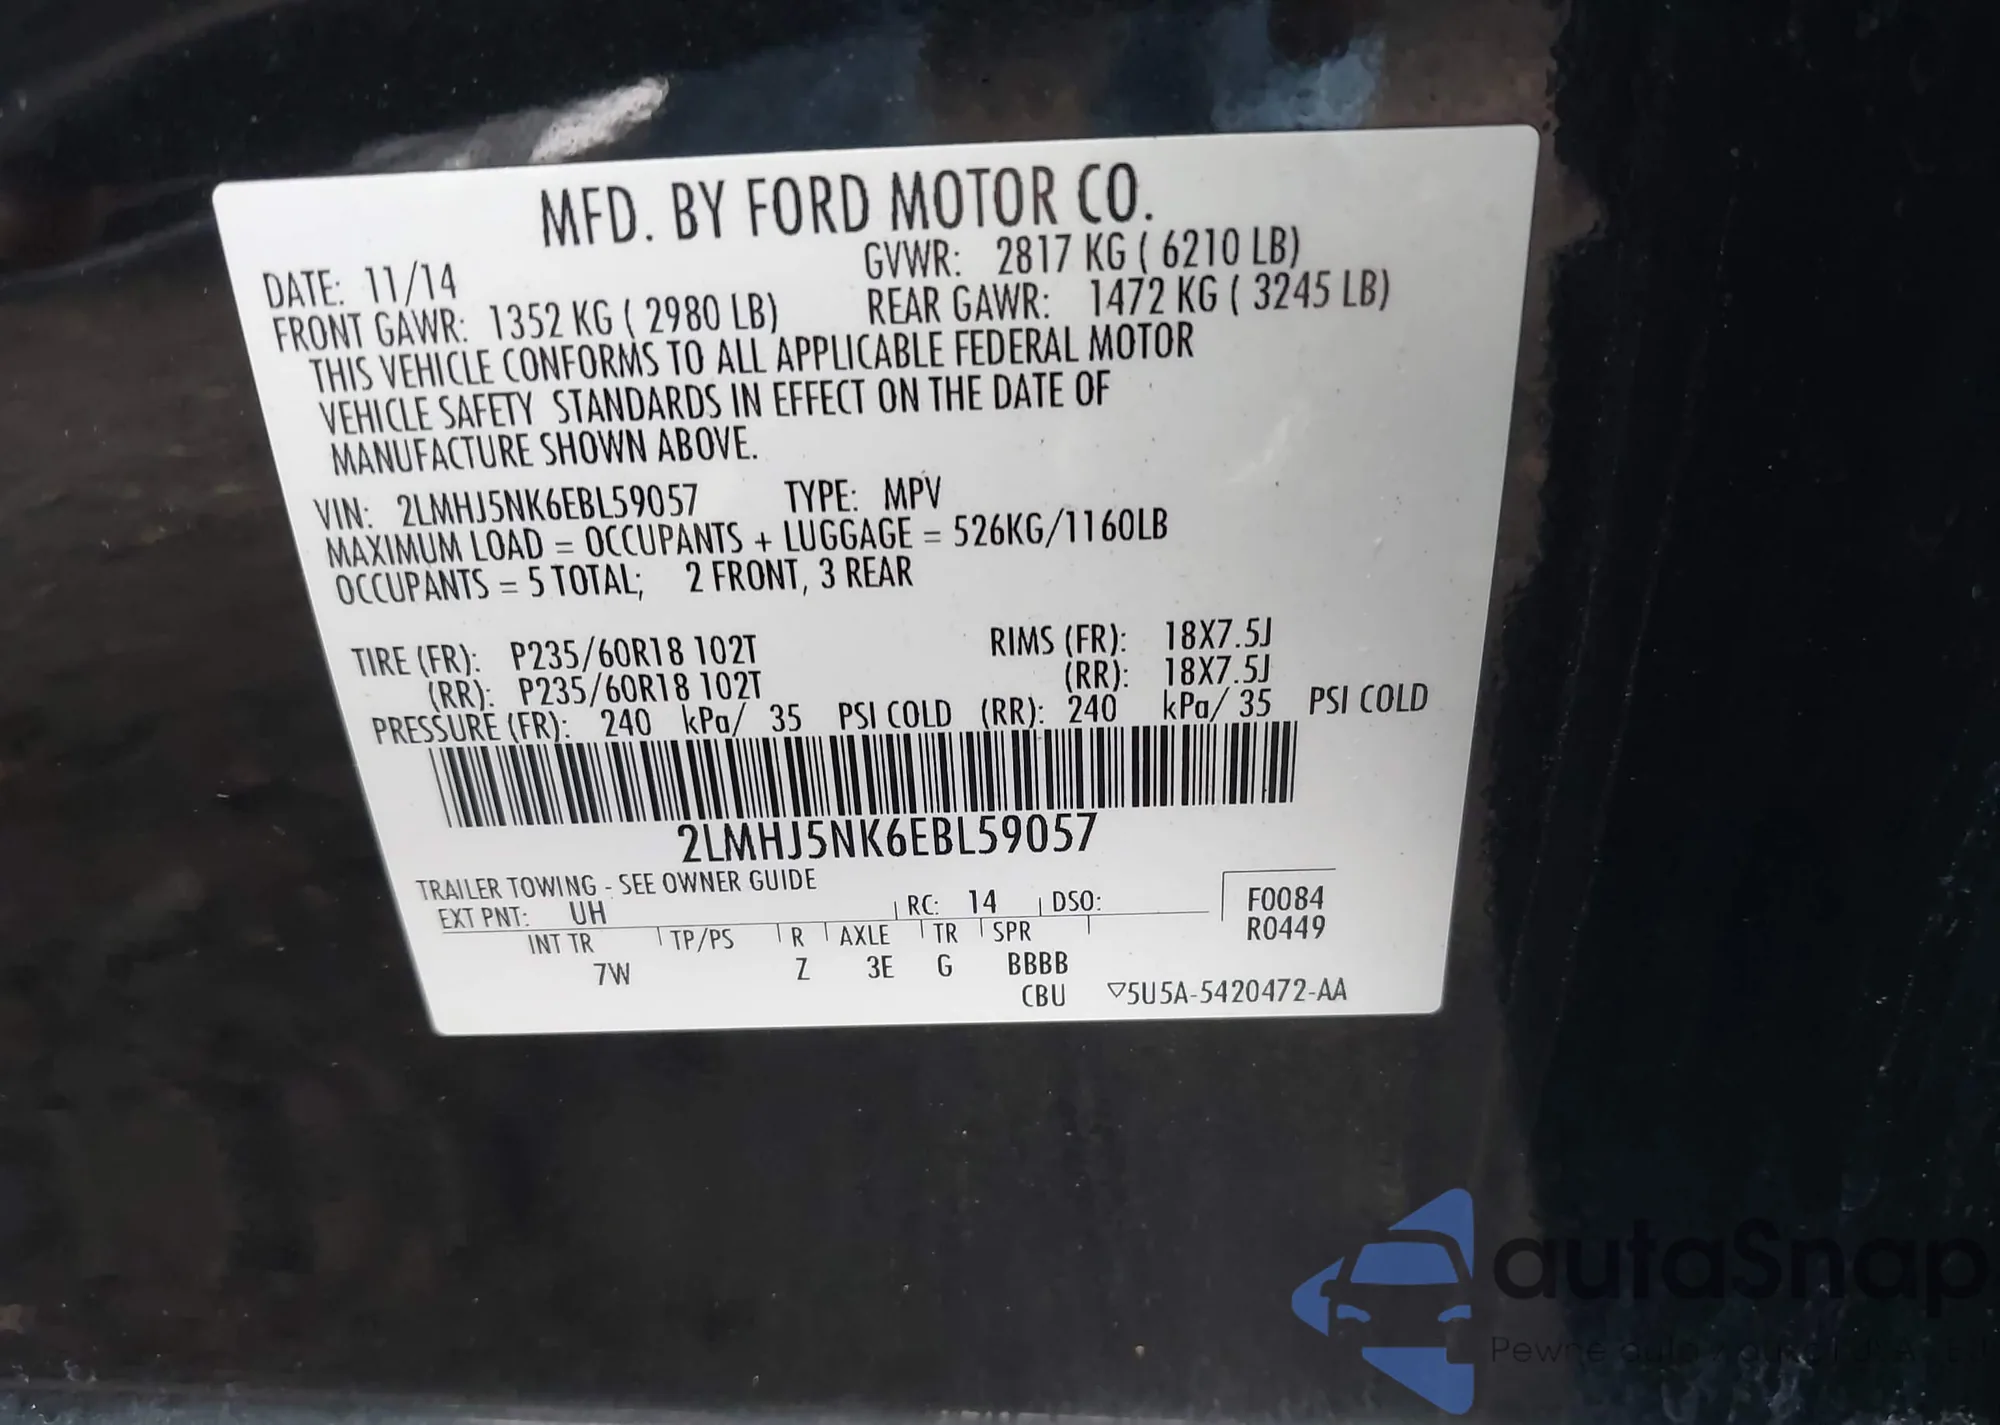 MFD. BY FORD MOTOR CO.
DATE: 11/14 GVWR: 2817 KG ( 6210 LB)
FRONT GAWR: 1352 KG ( 2980 LB) REAR GAWR: 1472 KG ( 3245 LB)
THIS VEHICLE CONFORMS TO ALL APPLICABLE FEDERAL MOTOR
VEHICLE SAFETY STANDARDS IN EFFECT ON THE DATE OF
MANUFACTURE SHOWN ABOVE.
VIN: 2LMHJ5NK6EBL59057 TYPE: MPV
MAXIMUM LOAD = OCCUPANTS + LUGGAGE = 526KG/1160LB
OCCUPANTS = 5 TOTAL; 2 FRONT, 3 REAR
TIRE (FR): P235/60R18 102T RIMS (FR): 18X7.5J
(RR): P235/60R18 102T (RR): 18X7.5J
PRESSURE (FR): 240 kPa/ 35 PSI COLD (RR): 240 kPa/ 35 PSI COLD
2LMHJ5NK6EBL59057
TRAILER TOWING - SEE OWNER GUIDE
EXT PNT: UH RC: 14 DSO: F0084
INT TR TP/PS R AXLE TR SPR R0449
7W Z 3E G BBBB
CBU ▽5U5A-5420472-AA
autaSnap
Pewne auto z